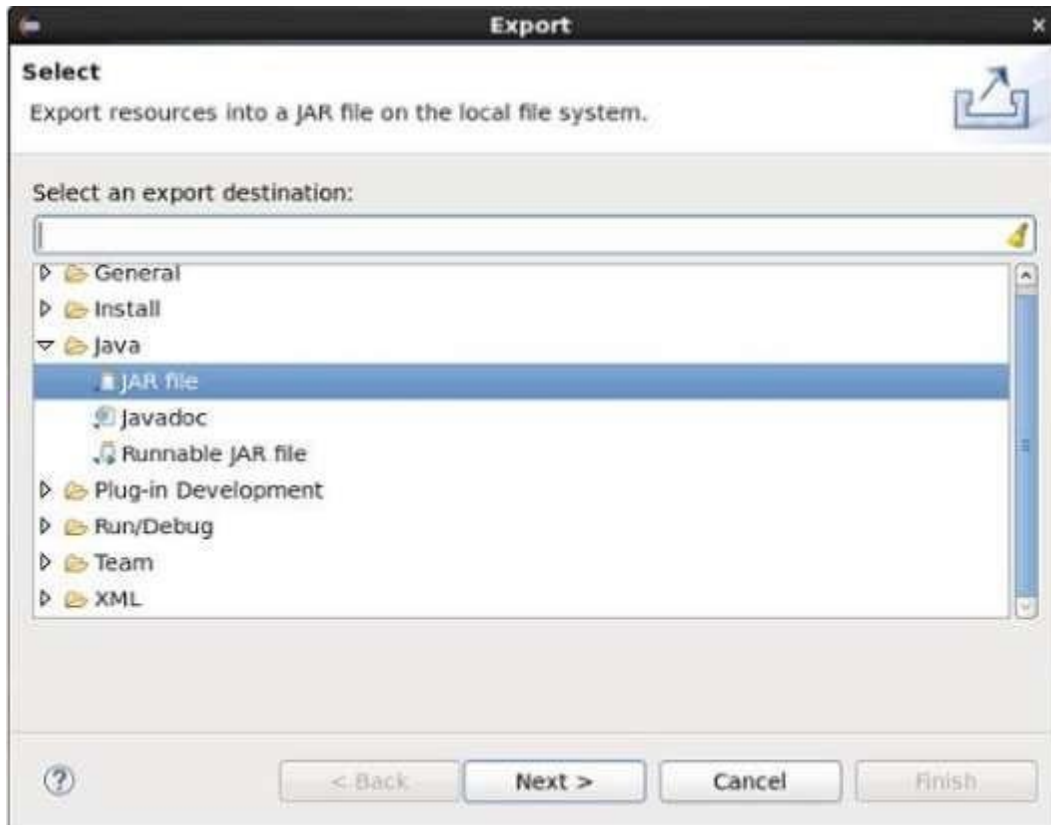 Export
Select
Export resources into a JAR file on the local file system.
Select an export destination:
General
Install
Java
JAR file
Javadoc
Runnable JAR file
Plug-in Development
Run/Debug
Team
XML
? < Back Next > Cancel Finish